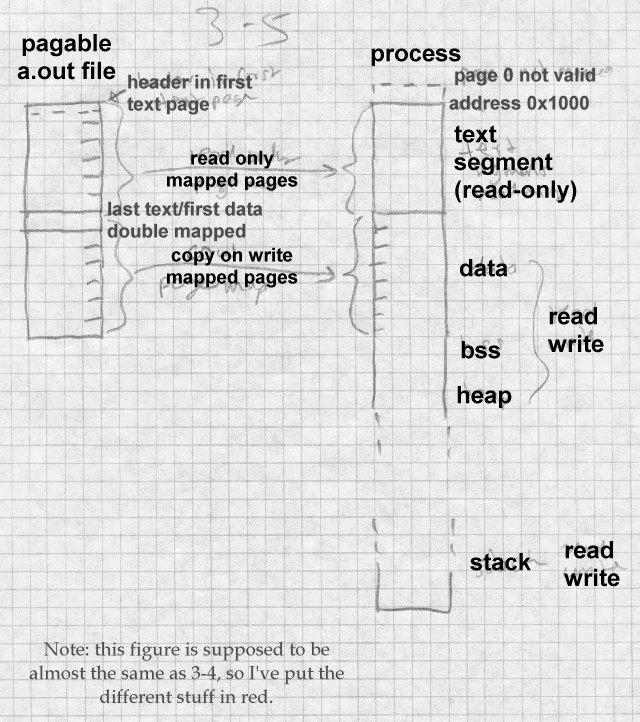 3-5
pagable
a.out file
process
page 0 not valid
header in first
text page
address 0x1000
text
segment
(read-only)
read only
mapped pages
last text/first data
double mapped
copy on write
mapped pages
data
read
write
bss
heap
stack
read
write
Note: this figure is supposed to be
almost the same as 3-4, so I've put the
different stuff in red.